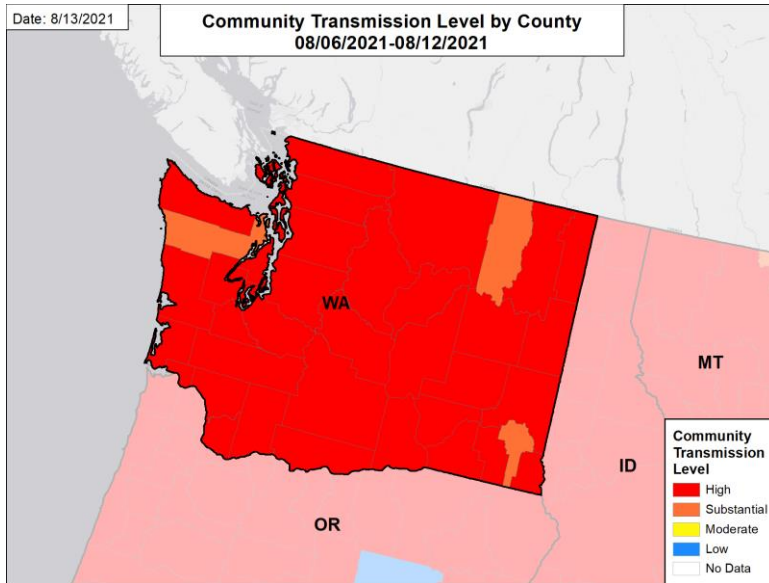 Date: 8/13/2021
Community Transmission Level by County
08/06/2021-08/12/2021
WA
MT
ID
OR
Community
Transmission
Level
High
Substantial
Moderate
Low
No Data